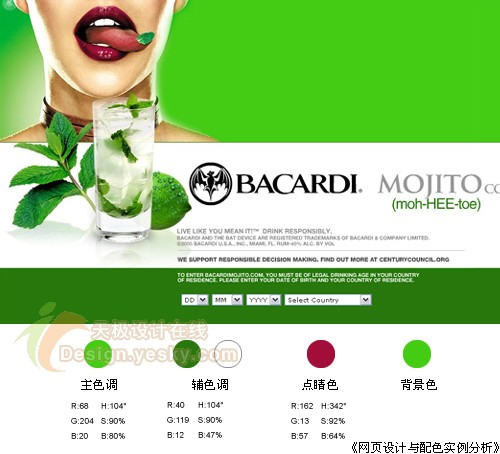 BACARDI® MOJITO CC
(moh-HEE-toe)
LIVE LIKE YOU MEAN IT!™ DRINK RESPONSIBLY.
BACARDI AND THE BAT DEVICE ARE REGISTERED TRADEMARKS OF BACARDI & COMPANY LIMITED.
©2005 BACARDI U.S.A., INC., MIAMI, FL. RUM-40% ALC. BY VOL
WE SUPPORT RESPONSIBLE DECISION MAKING. FIND OUT MORE AT CENTURYCOUNCIL.ORG
TO ENTER BACARDIMOJITO.COM, YOU MUST BE OF LEGAL DRINKING AGE IN YOUR COUNTRY
OF RESIDENCE. PLEASE ENTER YOUR DATE OF BIRTH AND YOUR COUNTRY OF RESIDENCE.
DD MM YYYY Select Country
天极设计在线
Design.yesky.com
主色调 辅色调 点睛色 背景色
R:68 H:104° R:40 H:104° R:162 H:342°
G:204 S:90% G:119 S:90% G:13 S:92%
B:20 B:80% B:12 B:47% B:57 B:64%
《网页设计与配色实例分析》